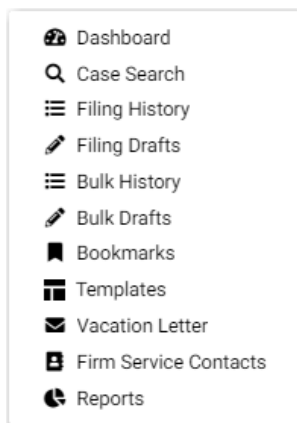 Dashboard
Case Search
Filing History
Filing Drafts
Bulk History
Bulk Drafts
Bookmarks
Templates
Vacation Letter
Firm Service Contacts
Reports